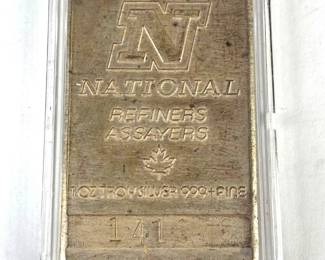 N
NATIONAL
REFINERS
ASSAYERS
1 OZ TROY SILVER 999+ FINE
141